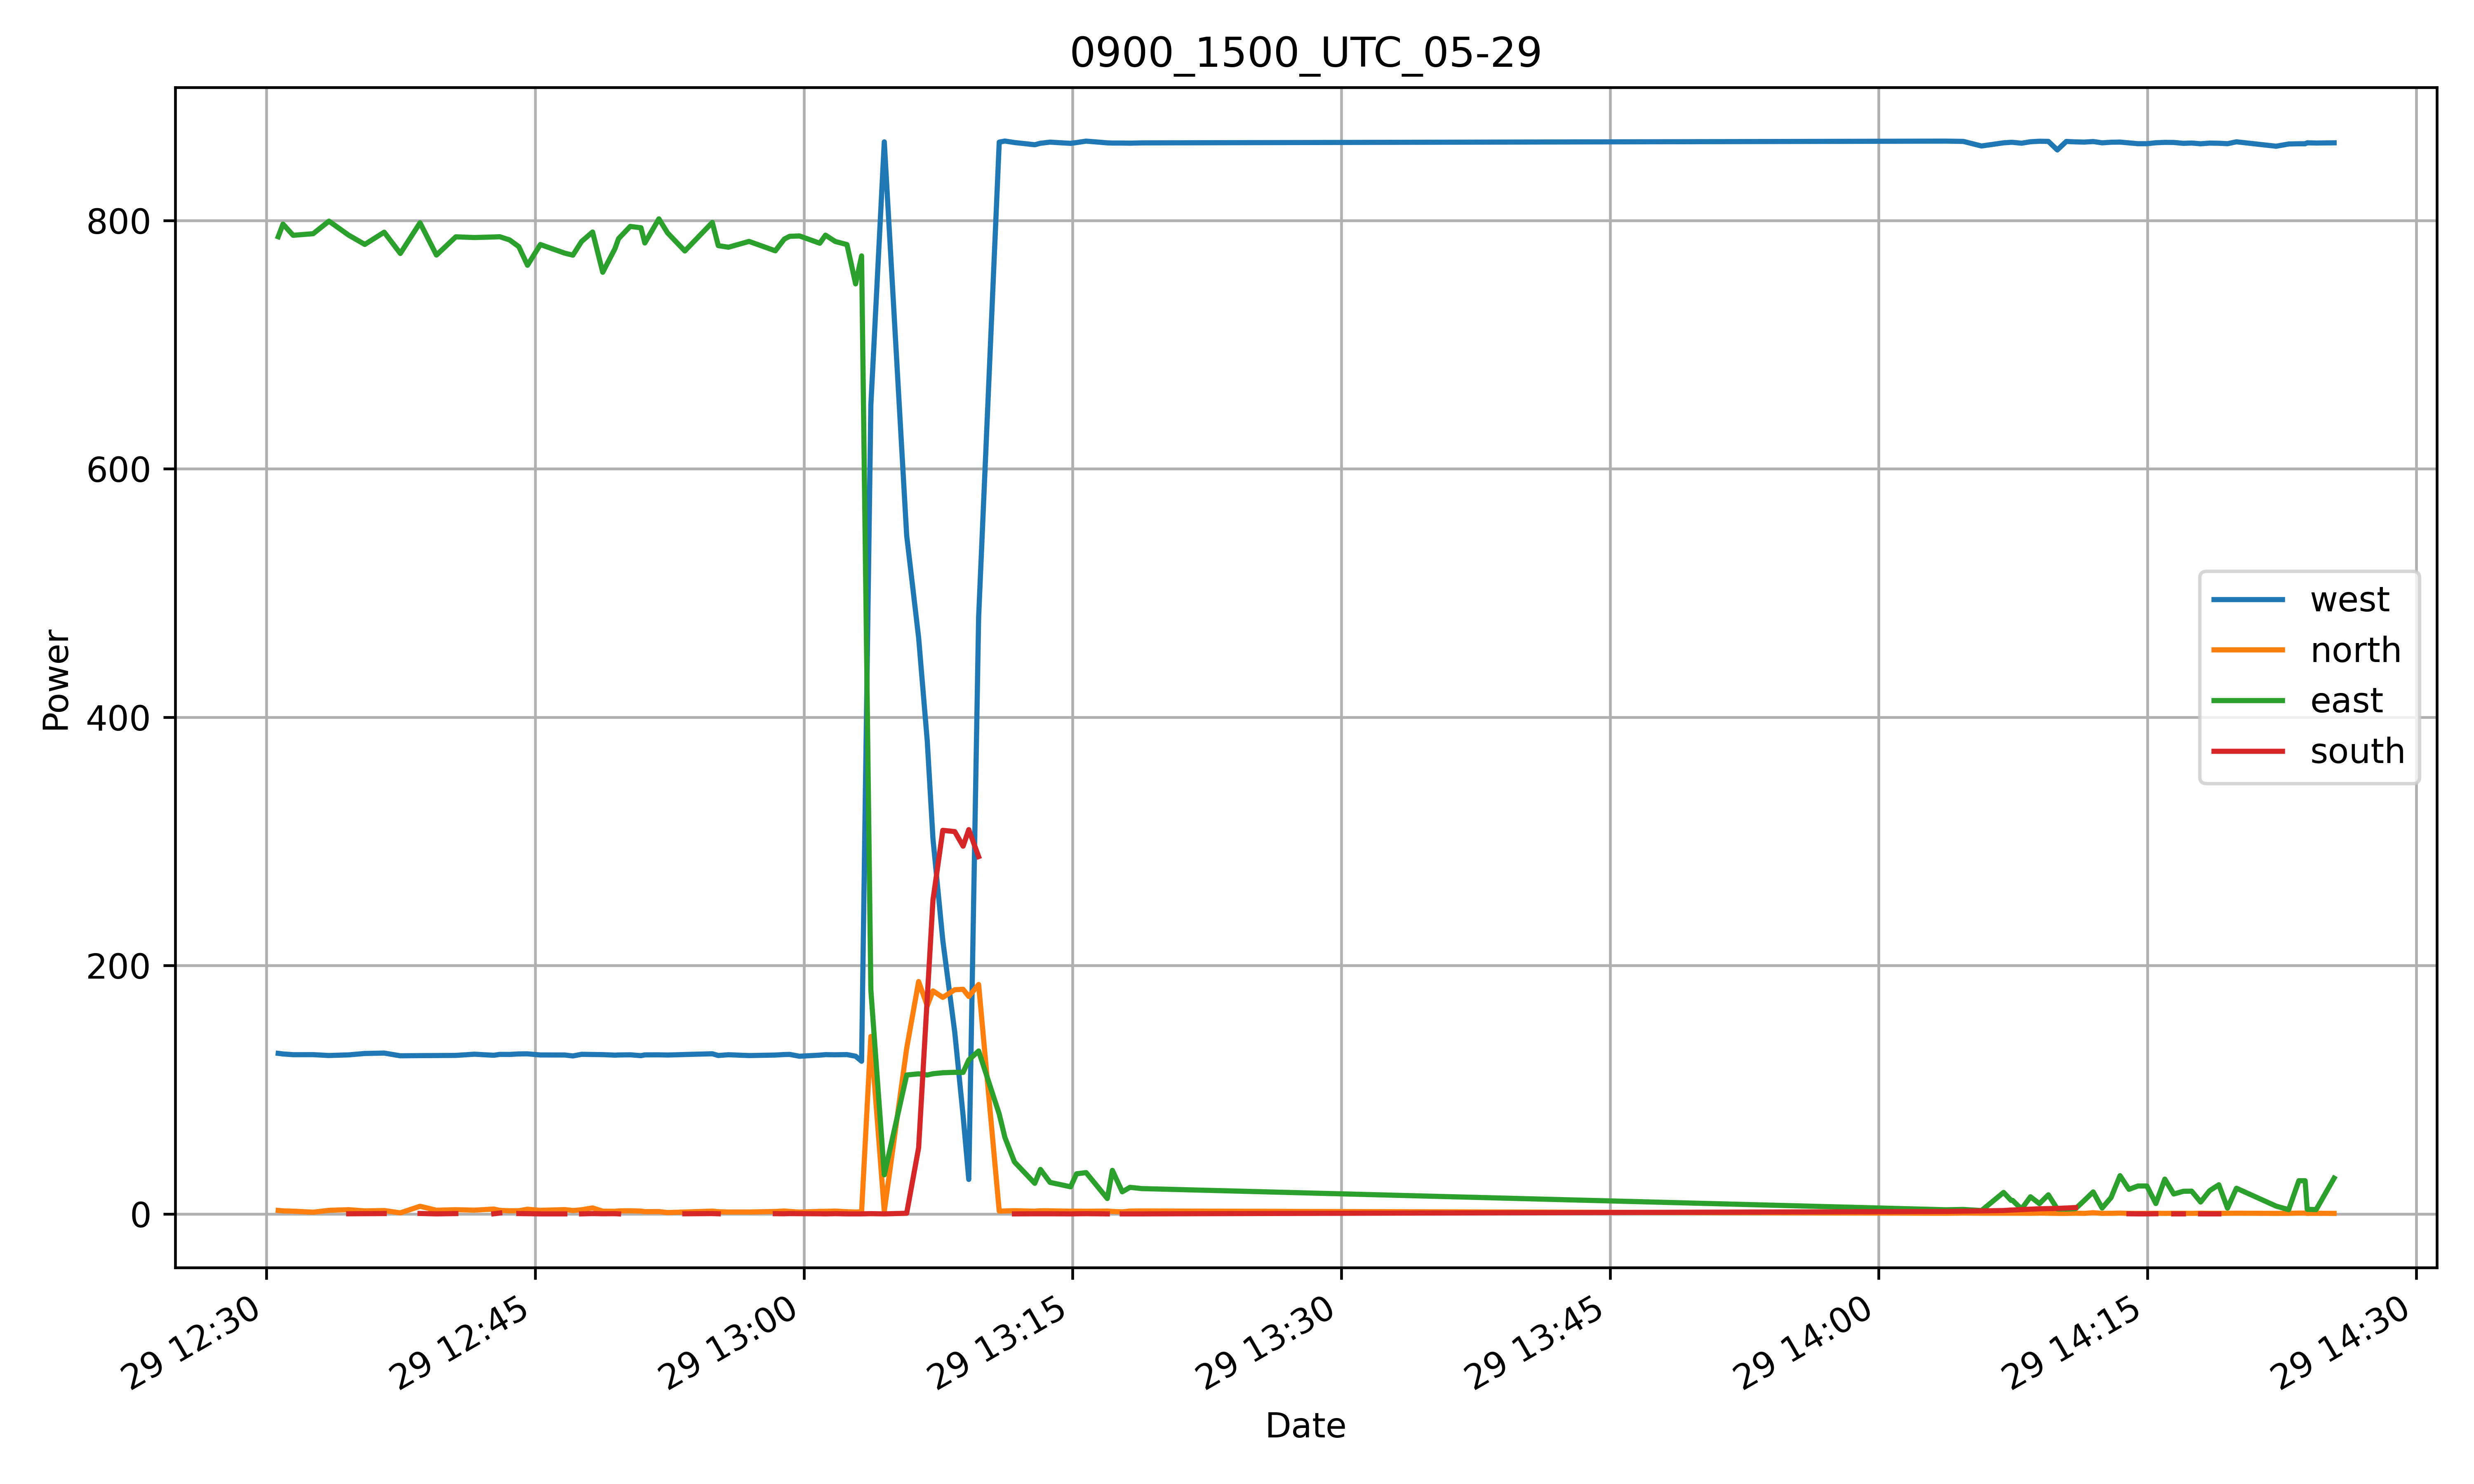 0900_1500_UTC_05-29
Power
800
600
400
200
0
west
north
east
south
29 12:30
29 12:45
29 13:00
29 13:15
29 13:30
29 13:45
29 14:00
29 14:15
29 14:30
Date